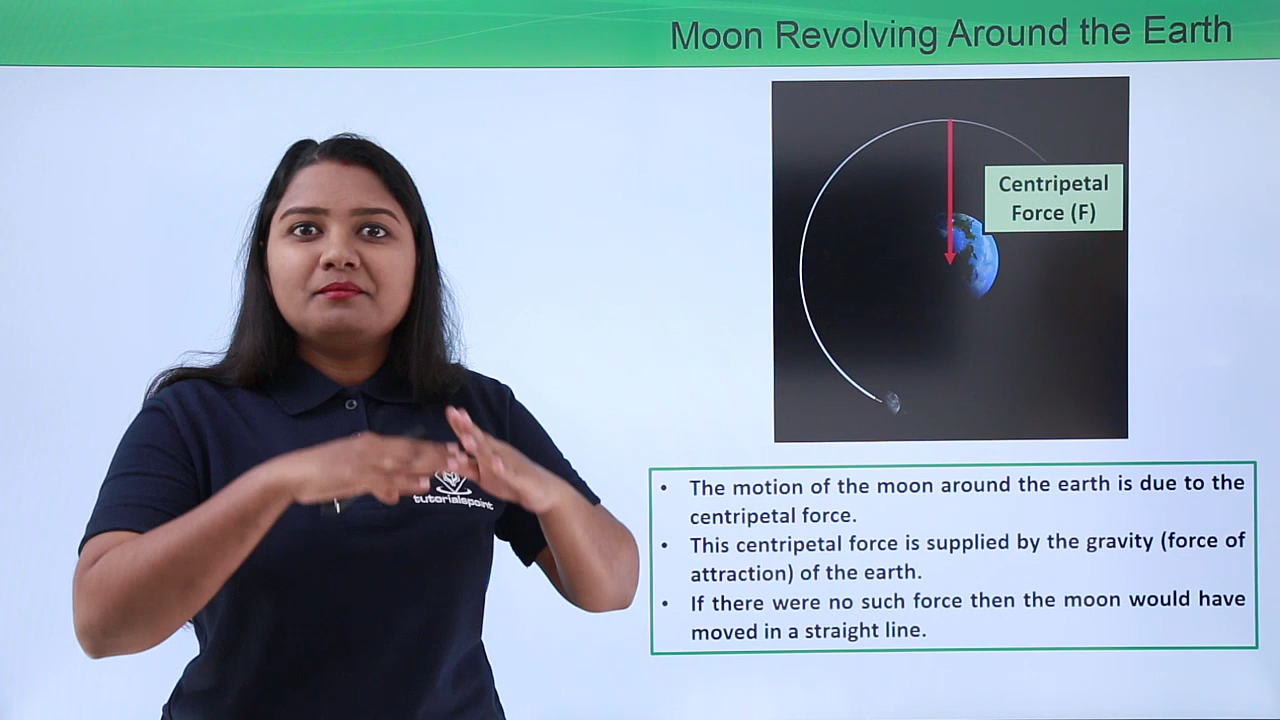 Moon Revolving Around the Earth
Centripetal
Force (F)
• The motion of the moon around the earth is due to the
centripetal force.
• This centripetal force is supplied by the gravity (force of
attraction) of the earth.
• If there were no such force then the moon would have
moved in a straight line.
tutorialspoint